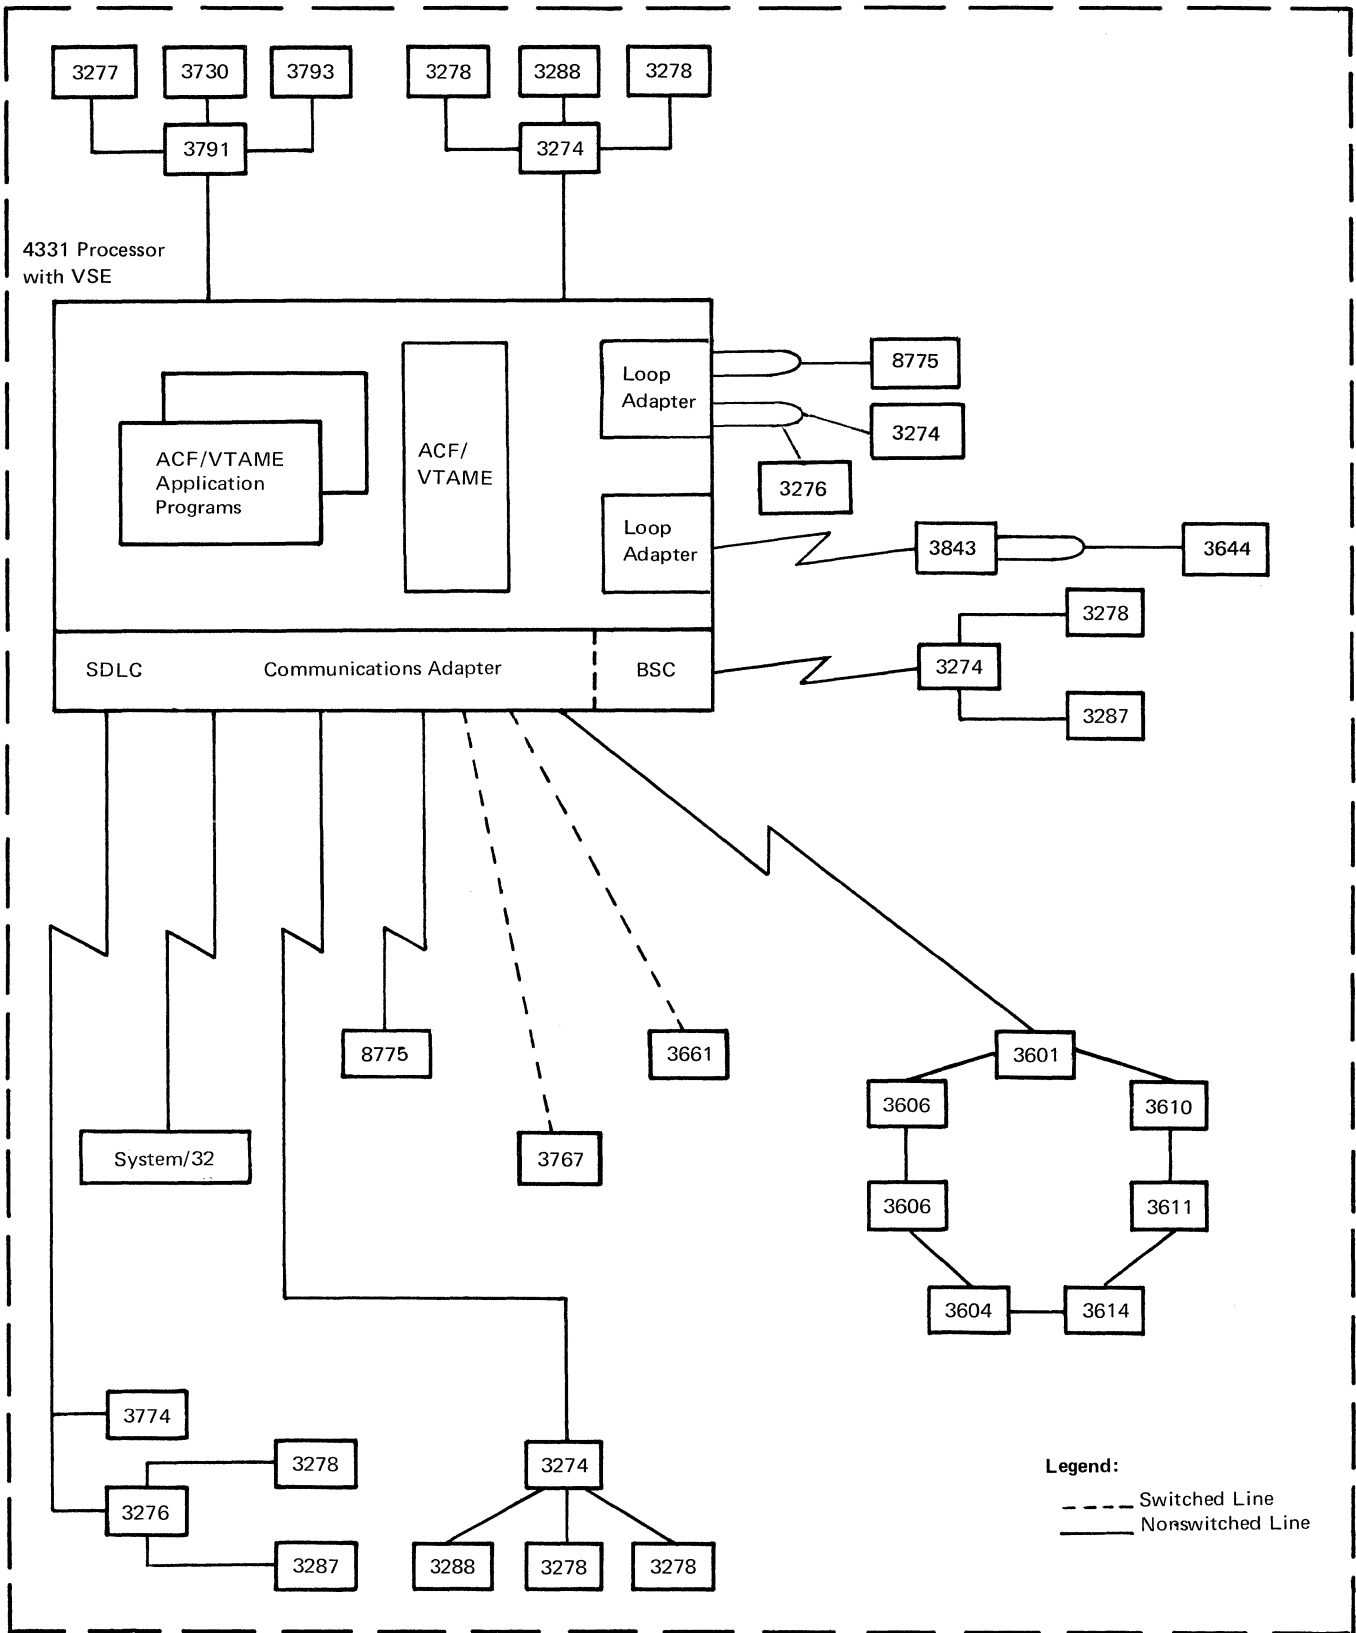 3277 3730 3793 3278 3288 3278
3791 3274
4331 Processor
with VSE
Loop
Adapter
8775
3274
3276
ACF/VTAME
Application
Programs
ACF/
VTAME
Loop
Adapter
3843 3644
3278
3274
3287
SDLC Communications Adapter BSC
8775 3661
3767
System/32
3601
3606 3610
3606 3611
3604 3614
3774
3278
3276
3287
3274
3288 3278 3278
Legend:
Switched Line
Nonswitched Line